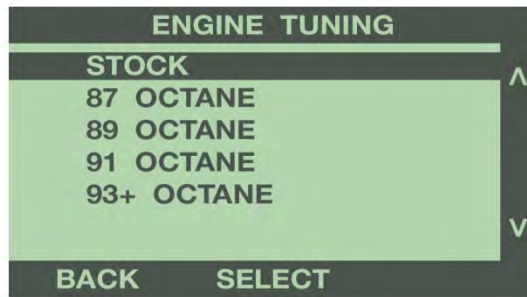 ENGINE TUNING
STOCK
87 OCTANE
89 OCTANE
91 OCTANE
93+ OCTANE
BACK SELECT